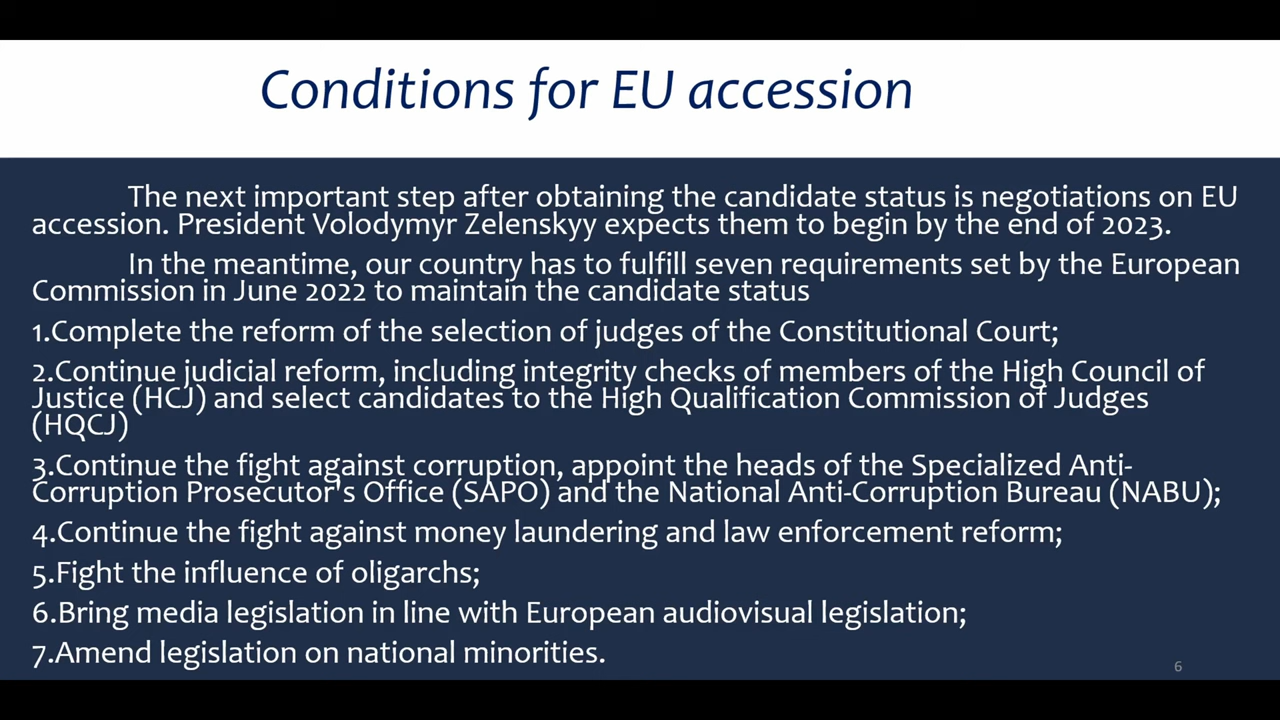 Conditions for EU accession
The next important step after obtaining the candidate status is negotiations on EU
accession. President Volodymyr Zelenskyy expects them to begin by the end of 2023.
In the meantime, our country has to fulfill seven requirements set by the European
Commission in June 2022 to maintain the candidate status
1.Complete the reform of the selection of judges of the Constitutional Court;
2.Continue judicial reform, including integrity checks of members of the High Council of
Justice (HCJ) and select candidates to the High Qualification Commission of Judges
(HQCJ)
3.Continue the fight against corruption, appoint the heads of the Specialized Anti-
Corruption Prosecutor's Office (SAPO) and the National Anti-Corruption Bureau (NABU);
4.Continue the fight against money laundering and law enforcement reform;
5.Fight the influence of oligarchs;
6.Bring media legislation in line with European audiovisual legislation;
7.Amend legislation on national minorities.
6